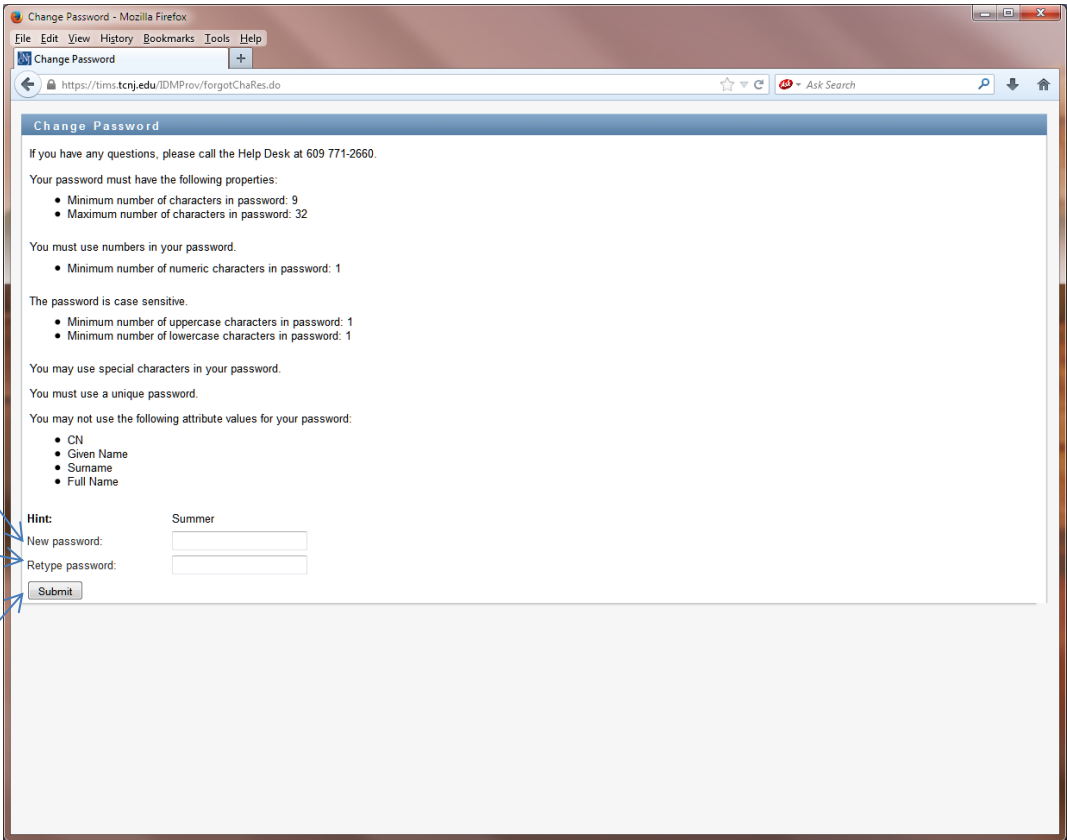 Change Password - Mozilla Firefox
File Edit View History Bookmarks Tools Help
Change Password
+
https://tims.tcnj.edu/IDMProv/forgotChaRes.do
Ask Search
Change Password
If you have any questions, please call the Help Desk at 609 771-2660.
Your password must have the following properties:
• Minimum number of characters in password: 9
• Maximum number of characters in password: 32
You must use numbers in your password.
• Minimum number of numeric characters in password: 1
The password is case sensitive.
• Minimum number of uppercase characters in password: 1
• Minimum number of lowercase characters in password: 1
You may use special characters in your password.
You must use a unique password.
You may not use the following attribute values for your password:
• CN
• Given Name
• Surname
• Full Name
Hint: Summer
New password:
Retype password:
Submit